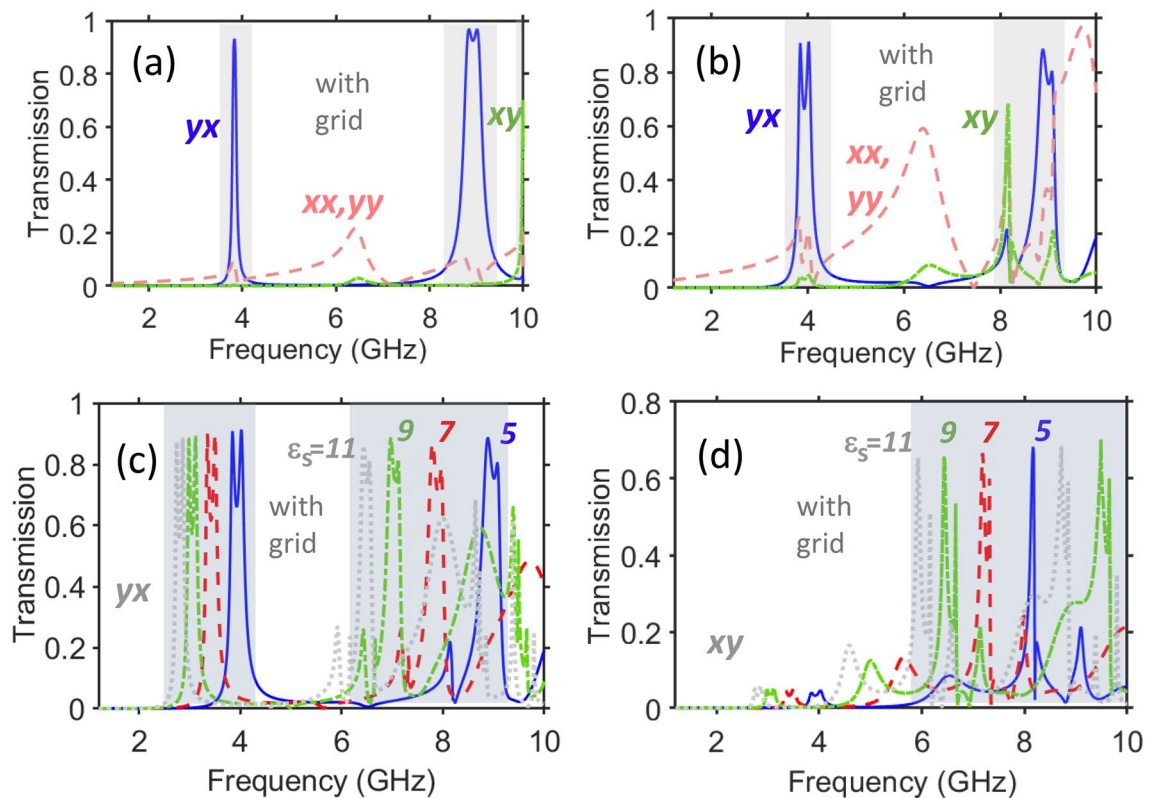 (a)
with
grid
yx
xx,yy
xy
Transmission
0
0.2
0.4
0.6
0.8
1
2
4
6
8
10
Frequency (GHz)
(b)
with
grid
yx
xx,
yy
xy
Transmission
0
0.2
0.4
0.6
0.8
1
2
4
6
8
10
Frequency (GHz)
(c)
εs=11
9
7
5
with
grid
yx
Transmission
0
0.2
0.4
0.6
0.8
1
2
4
6
8
10
Frequency (GHz)
(d)
εs=11
9
7
5
with
grid
xy
Transmission
0
0.2
0.4
0.6
0.8
2
4
6
8
10
Frequency (GHz)